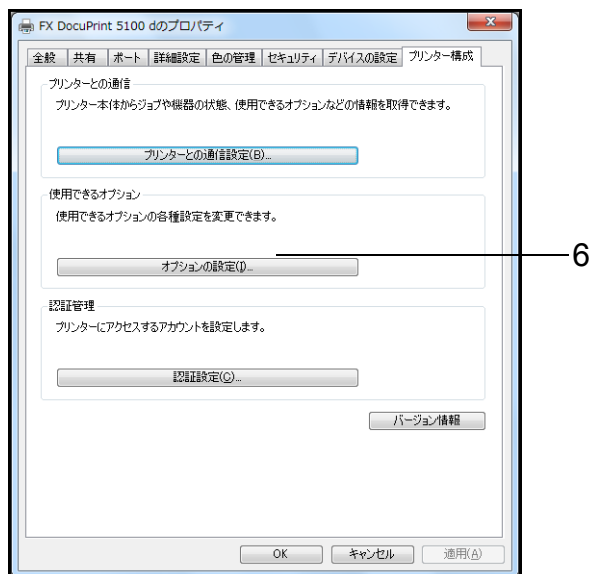 FX DocuPrint 5100 dのプロパティ
全般 共有 ポート 詳細設定 色の管理 セキュリティ デバイスの設定 プリンター構成
プリンターとの通信
プリンター本体からジョブや機器の状態、使用できるオプションなどの情報を取得できます。
プリンターとの通信設定(B)...
使用できるオプション
使用できるオプションの各種設定を変更できます。
オプションの設定(I)...
6
認証管理
プリンターにアクセスするアカウントを設定します。
認証設定(C)...
バージョン情報
OK キャンセル 適用(A)